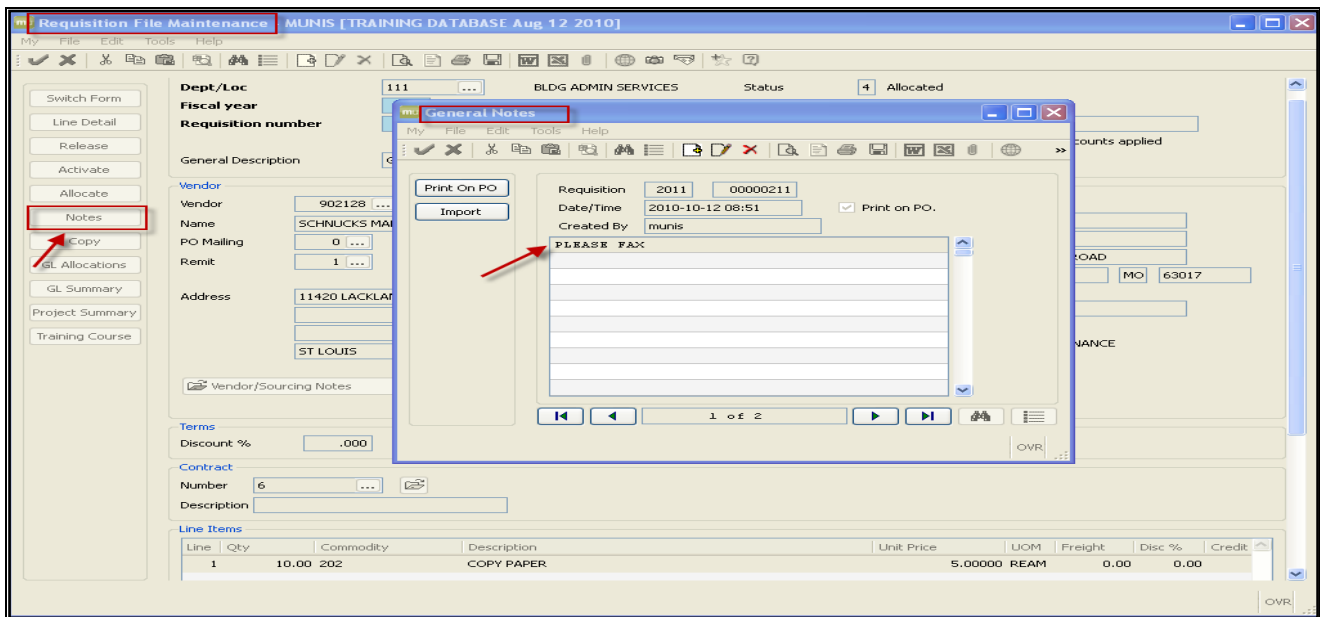 Requisition File Maintenance - MUNIS [TRAINING DATABASE Aug 12 2010]
My File Edit Tools Help
Switch Form
Line Detail
Release
Activate
Allocate
Notes
Copy
GL Allocations
GL Summary
Project Summary
Training Course
Dept/Loc 111 ... BLDG ADMIN SERVICES Status 4 Allocated
Fiscal year
Requisition number
General Description G
Vendor
Vendor 902128 ...
Name SCHNUCKS MA
PO Mailing 0 ...
Remit 1 ...
Address 11420 LACKLA
ST LOUIS
Vendor/Sourcing Notes
Terms
Discount % .000
Contract
Number 6 ...
Description
Line Items
Line Qty Commodity Description Unit Price UOM Freight Disc % Credit
1 10.00 202 COPY PAPER 5.00000 REAM 0.00 0.00
OVR
General Notes
My File Edit Tools Help
Print On PO
Import
Requisition 2011 00000211
Date/Time 2010-10-12 08:51 Print on PO.
Created By munis
PLEASE FAX
1 of 2
OVR
counts applied
OAD
MO 63017
NANCE